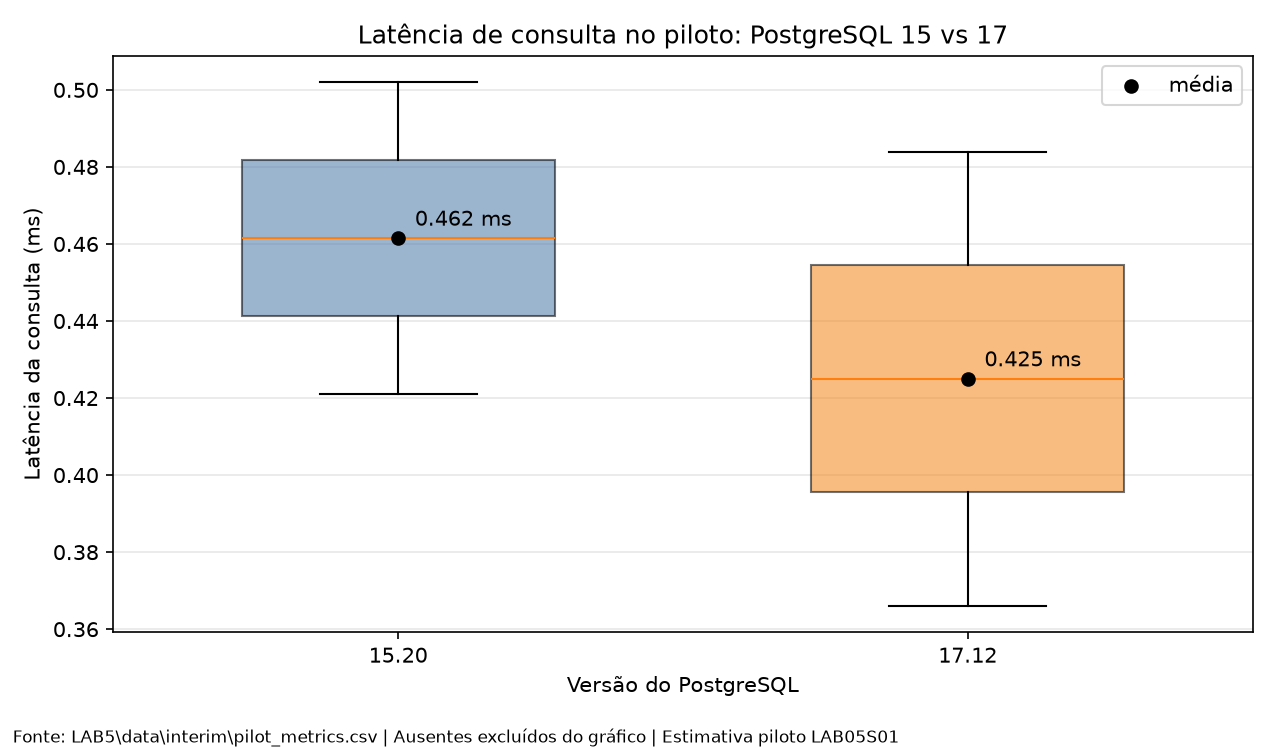 Latência de consulta no piloto: PostgreSQL 15 vs 17
média
0.50
0.48
0.46
0.44
0.42
0.40
0.38
0.36
Latência da consulta (ms)
0.462 ms
0.425 ms
15.20
17.12
Versão do PostgreSQL
Fonte: LAB5\data\interim\pilot_metrics.csv | Ausentes excluídos do gráfico | Estimativa piloto LAB05S01